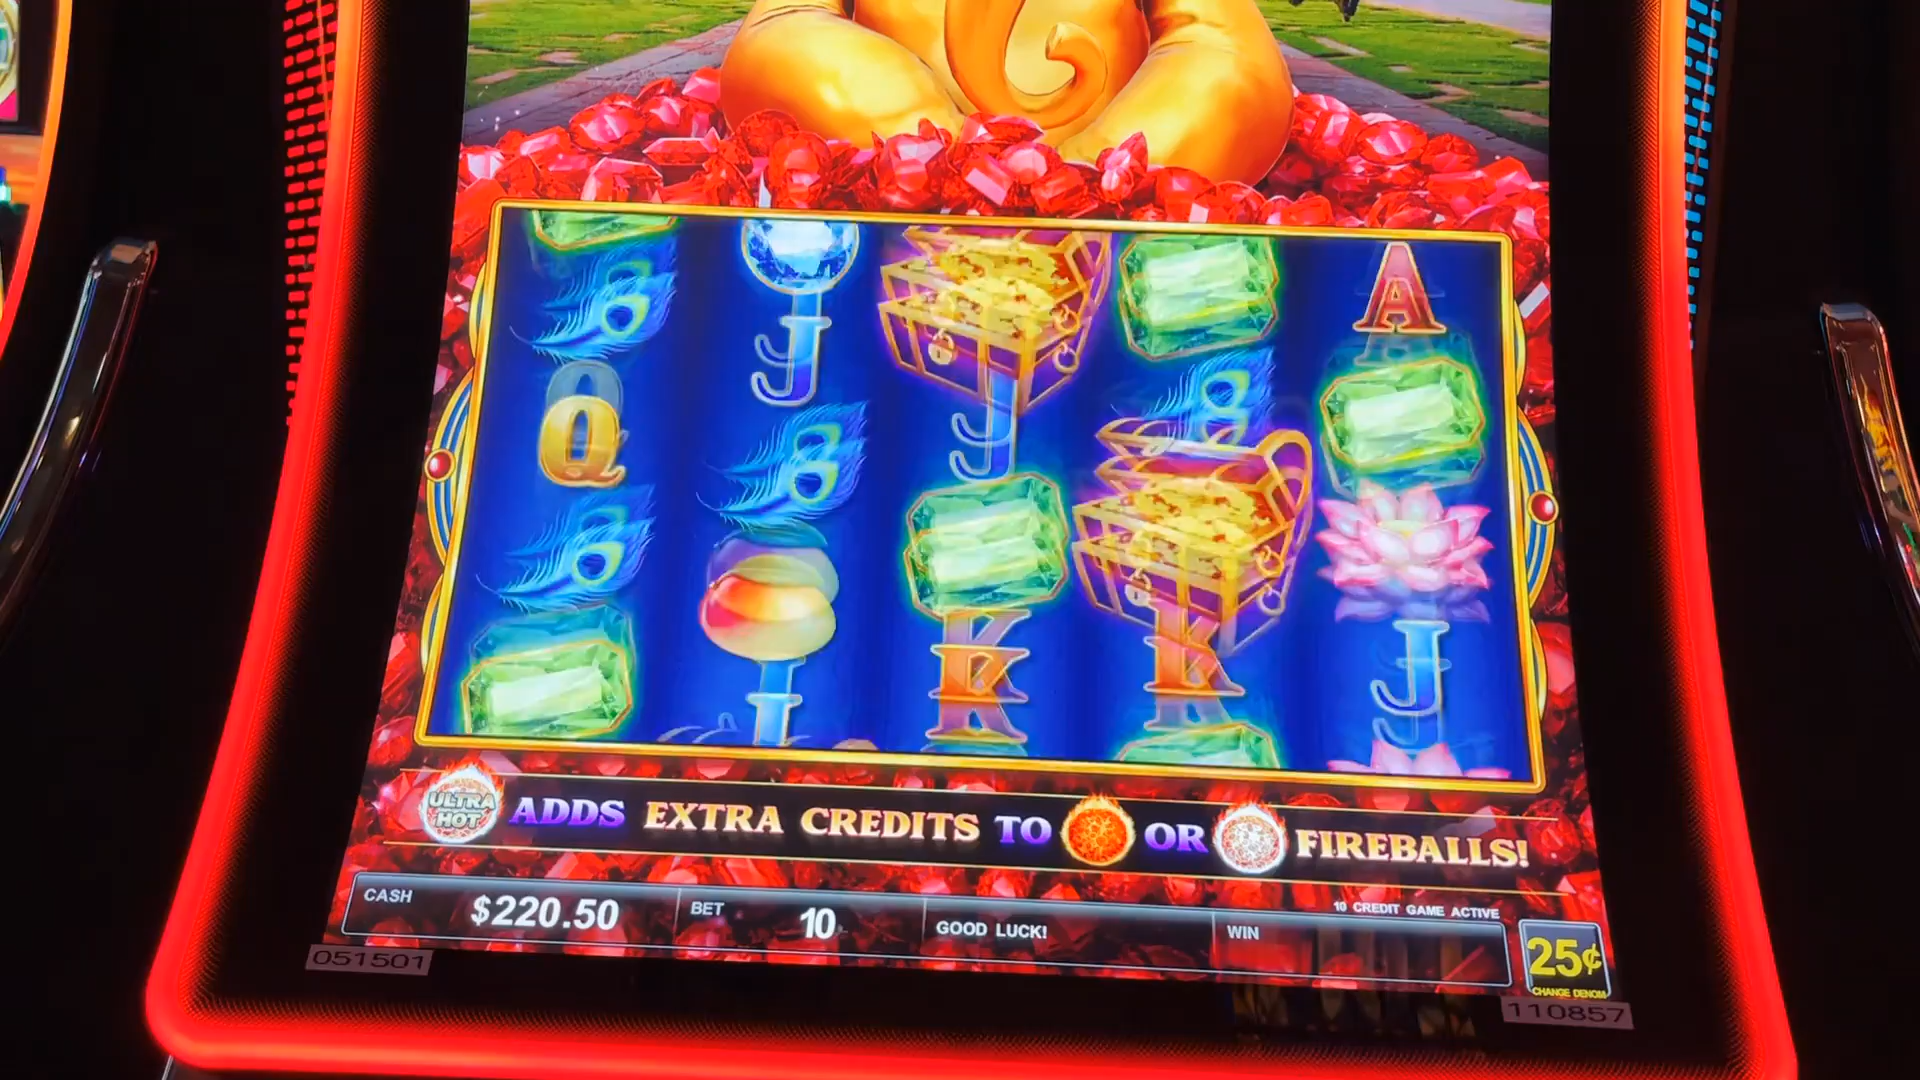 A
J
Q
J
K
K
J
J
ULTRA HOT ADDS EXTRA CREDITS TO OR FIREBALLS!
CASH $220.50 BET 10 GOOD LUCK! WIN 10 CREDIT GAME ACTIVE 25¢
CHANGE DENOM
051501
110857